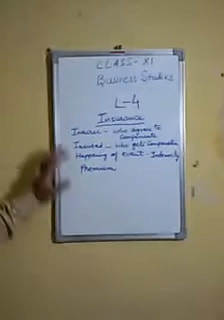 CLASS - XI
Business Studies
L-4
Insurance
Insurer - who agrees to
compensate
Insured - who gets compensation
Happening of event - Indemnity
Premium